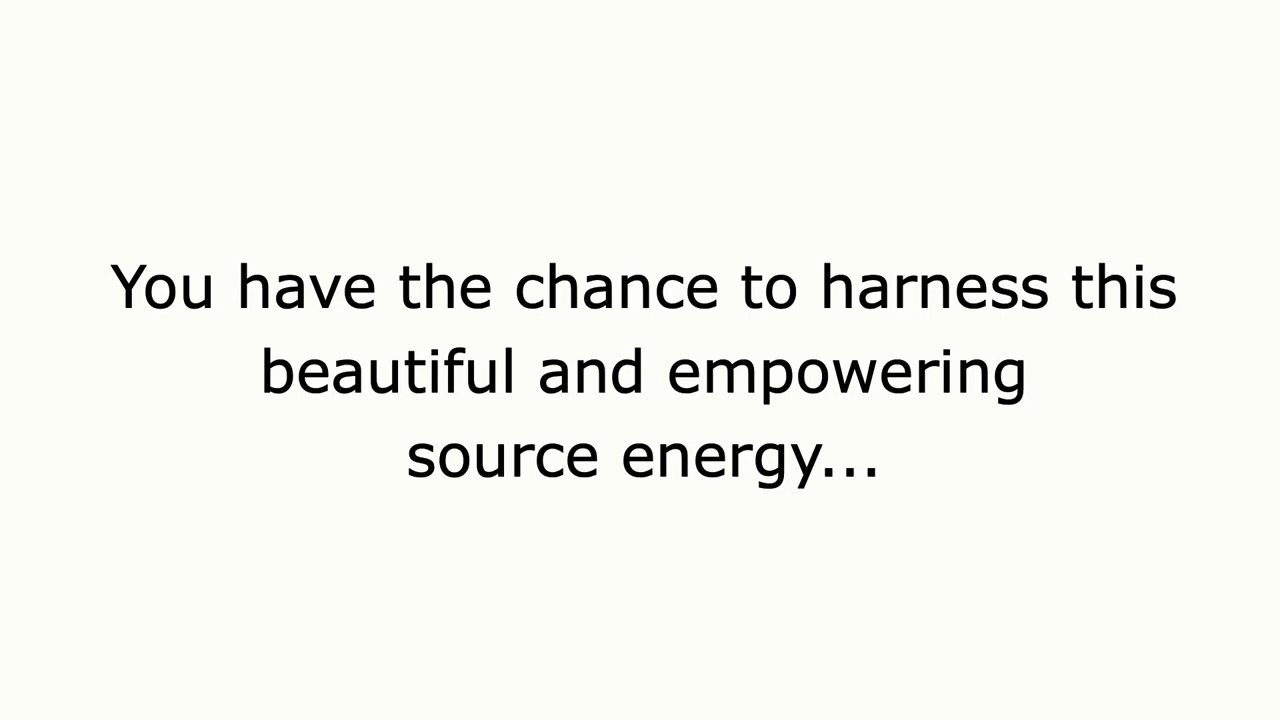 You have the chance to harness this
beautiful and empowering
source energy...